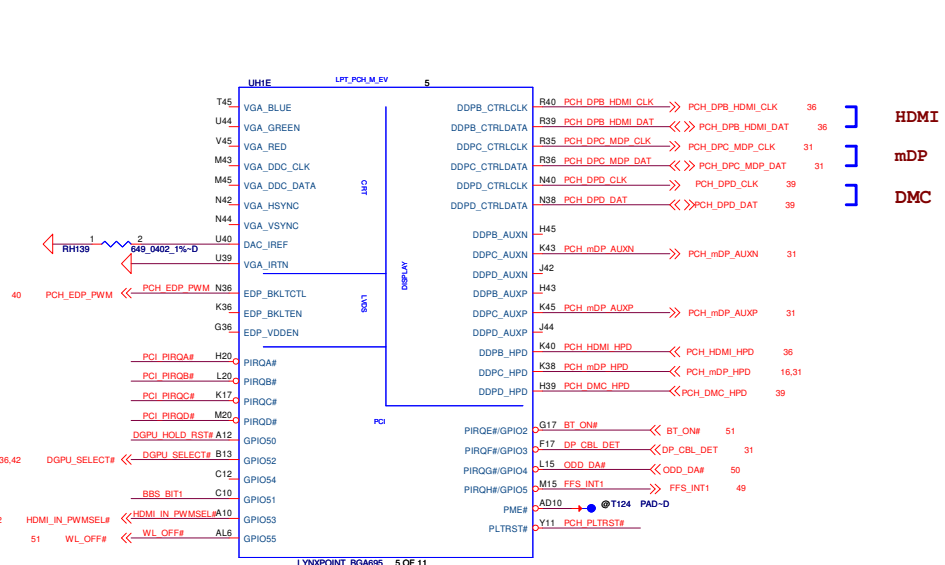 UH1E LPT_PCH_M_EV 5
T45 VGA_BLUE DDPB_CTRLCLK R40 PCH_DPB_HDMI_CLK PCH_DPB_HDMI_CLK 36
HDMI
U44 VGA_GREEN DDPB_CTRLDATA R39 PCH_DPB_HDMI_DAT PCH_DPB_HDMI_DAT 36
V45 VGA_RED DDPC_CTRLCLK R35 PCH_DPC_MDP_CLK PCH_DPC_MDP_CLK 31
mDP
M43 VGA_DDC_CLK DDPC_CTRLDATA R36 PCH_DPC_MDP_DAT PCH_DPC_MDP_DAT 31
M45 VGA_DDC_DATA CRT DDPD_CTRLCLK N40 PCH_DPD_CLK PCH_DPD_CLK 39
DMC
N42 VGA_HSYNC DDPD_CTRLDATA N38 PCH_DPD_DAT PCH_DPD_DAT 39
N44 VGA_VSYNC DDPB_AUXN H45
RH139 1 2 649_0402_1%~D U40 DAC_IREF DDPC_AUXN K43 PCH_mDP_AUXN PCH_mDP_AUXN 31
U39 VGA_IRTN DISPLAY DDPD_AUXN J42
40 PCH_EDP_PWM PCH_EDP_PWM N36 EDP_BKLTCTL LVDS DDPB_AUXP H43
K36 EDP_BKLTEN DDPC_AUXP K45 PCH_mDP_AUXP PCH_mDP_AUXP 31
G36 EDP_VDDEN DDPD_AUXP J44
DDPB_HPD K40 PCH_HDMI_HPD PCH_HDMI_HPD 36
PCI_PIRQA# H20 PIRQA# DDPC_HPD K38 PCH_mDP_HPD PCH_mDP_HPD 16,31
PCI_PIRQB# L20 PIRQB# DDPD_HPD H39 PCH_DMC_HPD PCH_DMC_HPD 39
PCI_PIRQC# K17 PIRQC#
PCI_PIRQD# M20 PIRQD# PCI PIRQE#/GPIO2 G17 BT_ON# BT_ON# 51
DGPU_HOLD_RST# A12 GPIO50 PIRQF#/GPIO3 F17 DP_CBL_DET DP_CBL_DET 31
36,42 DGPU_SELECT# DGPU_SELECT# B13 GPIO52 PIRQG#/GPIO4 L15 ODD_DA# ODD_DA# 50
C12 GPIO54 PIRQH#/GPIO5 M15 FFS_INT1 FFS_INT1 49
BBS_BIT1 C10 GPIO51 PME# AD10 @T124 PAD~D
2 HDMI_IN_PWMSEL# HDMI_IN_PWMSEL# A10 GPIO53 PLTRST# Y11 PCH_PLTRST#
51 WL_OFF# WL_OFF# AL6 GPIO55
LYNXPOINT_BGA695 5 OF 11